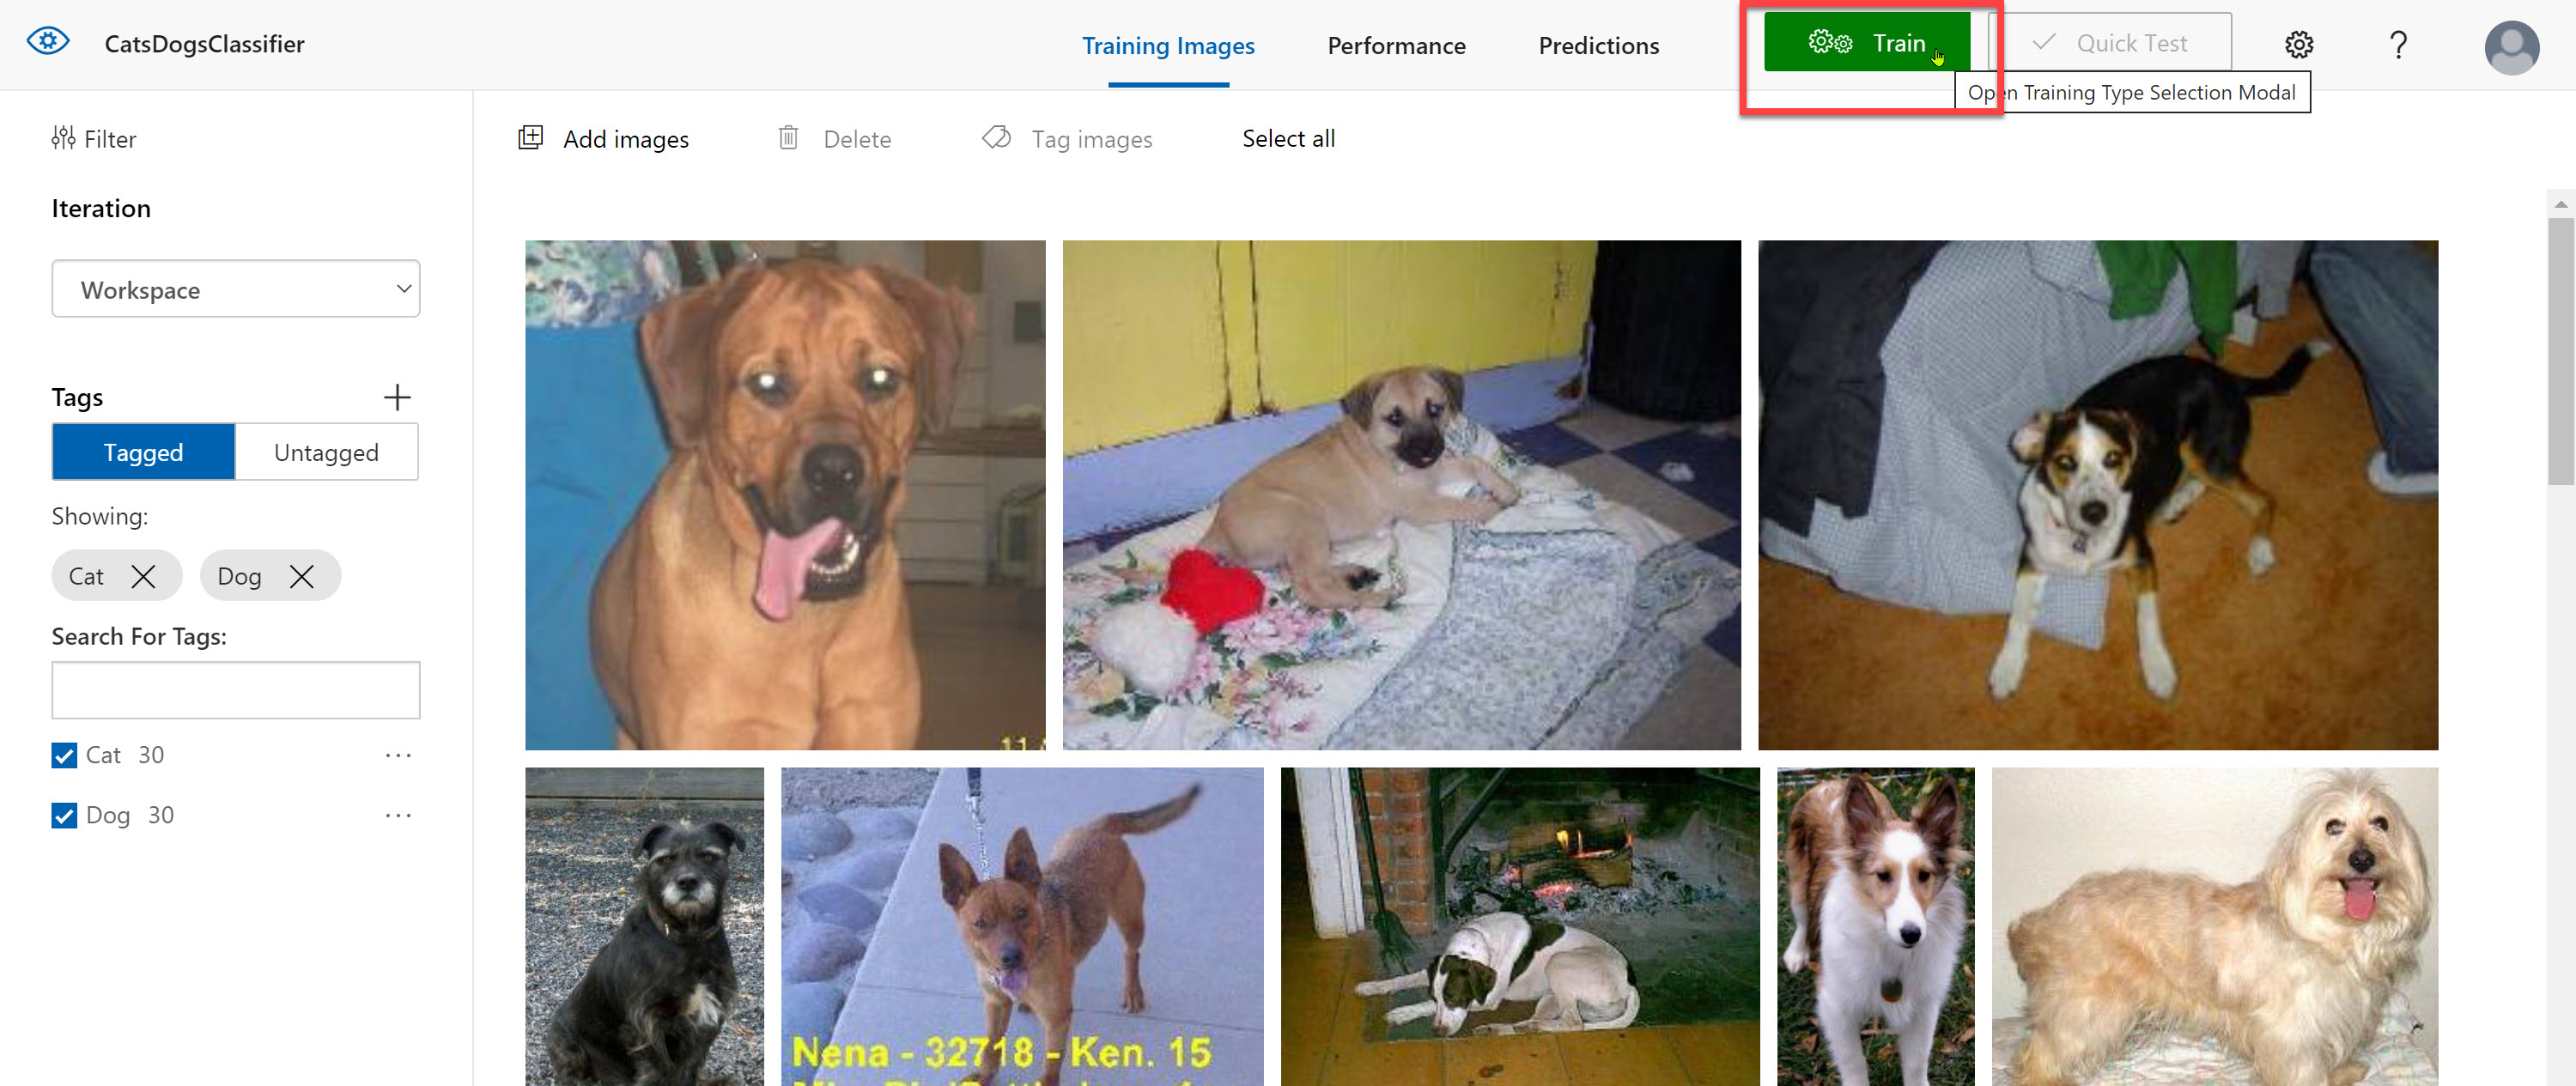 CatsDogsClassifier
Training Images
Performance
Predictions
Train
Quick Test
?
Open Training Type Selection Modal
Filter
Add images
Delete
Tag images
Select all
Iteration
Workspace
Tags
Tagged
Untagged
Showing:
Cat
Dog
Search For Tags:
Cat 30
Dog 30
Nena - 32718 - Ken. 15